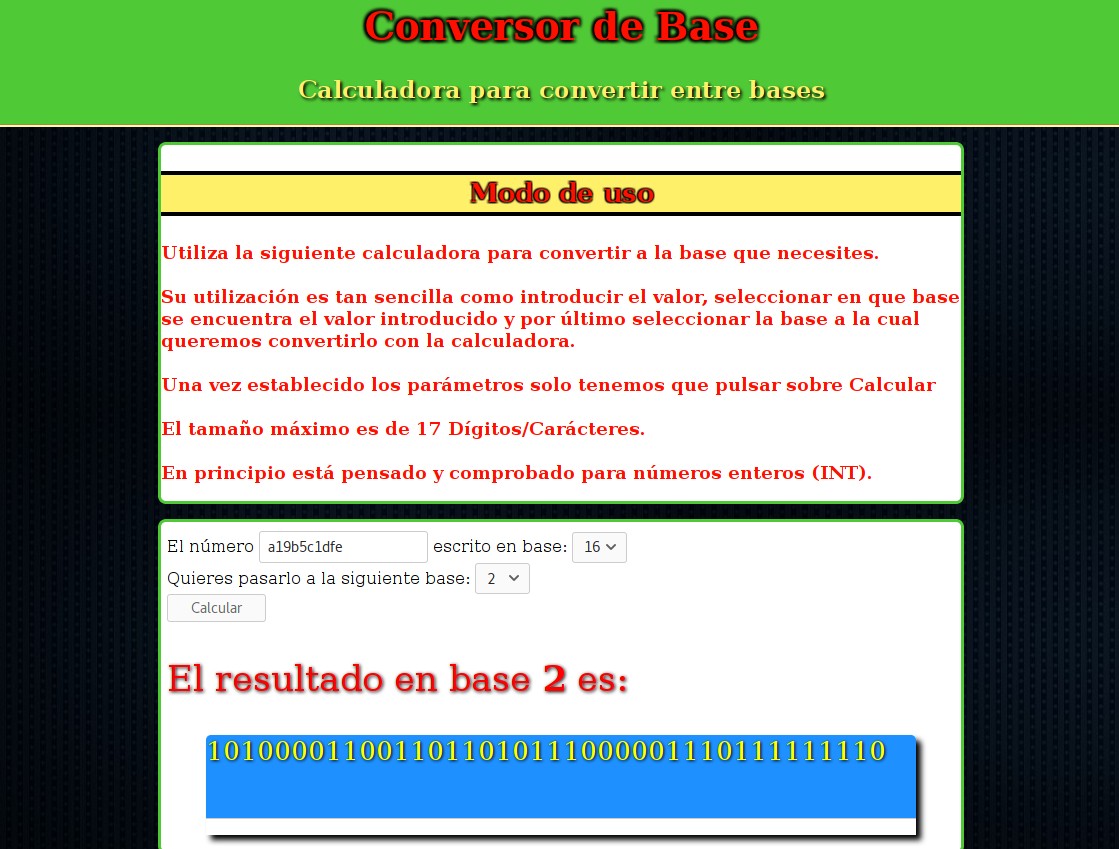 Conversor de Base
Calculadora para convertir entre bases
Modo de uso
Utiliza la siguiente calculadora para convertir a la base que necesites.
Su utilización es tan sencilla como introducir el valor, seleccionar en que base
se encuentra el valor introducido y por último seleccionar la base a la cual
queremos convertirlo con la calculadora.
Una vez establecido los parámetros solo tenemos que pulsar sobre Calcular
El tamaño máximo es de 17 Dígitos/Carácteres.
En principio está pensado y comprobado para números enteros (INT).
El número a19b5c1dfe escrito en base: 16
Quieres pasarlo a la siguiente base: 2
Calcular
El resultado en base 2 es:
1010000110011011010111000001110111111110